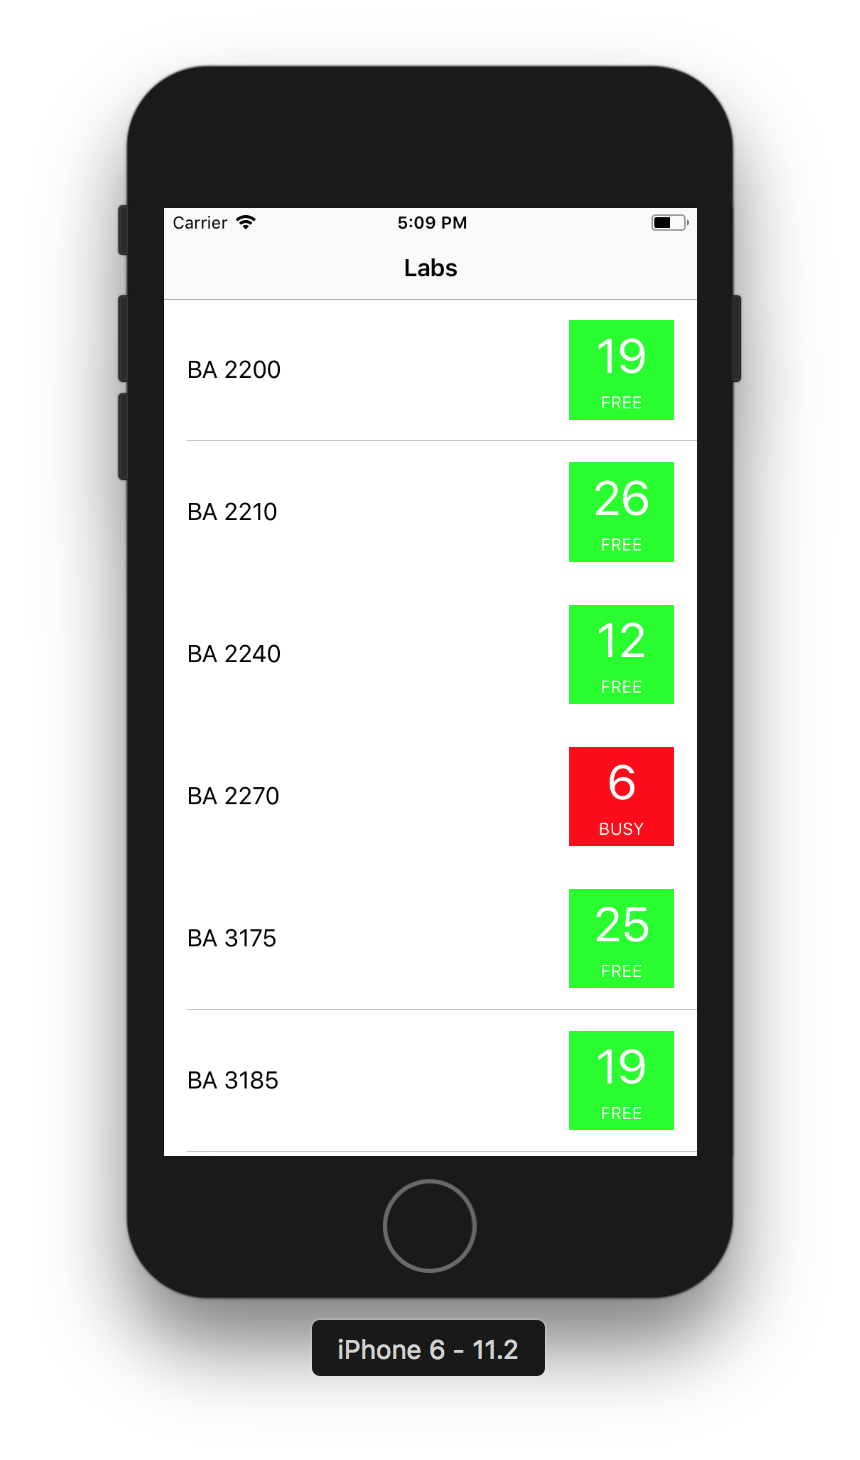 Carrier 5:09 PM
Labs
BA 2200
19
FREE
BA 2210
26
FREE
BA 2240
12
FREE
BA 2270
6
BUSY
BA 3175
25
FREE
BA 3185
19
FREE
iPhone 6 - 11.2